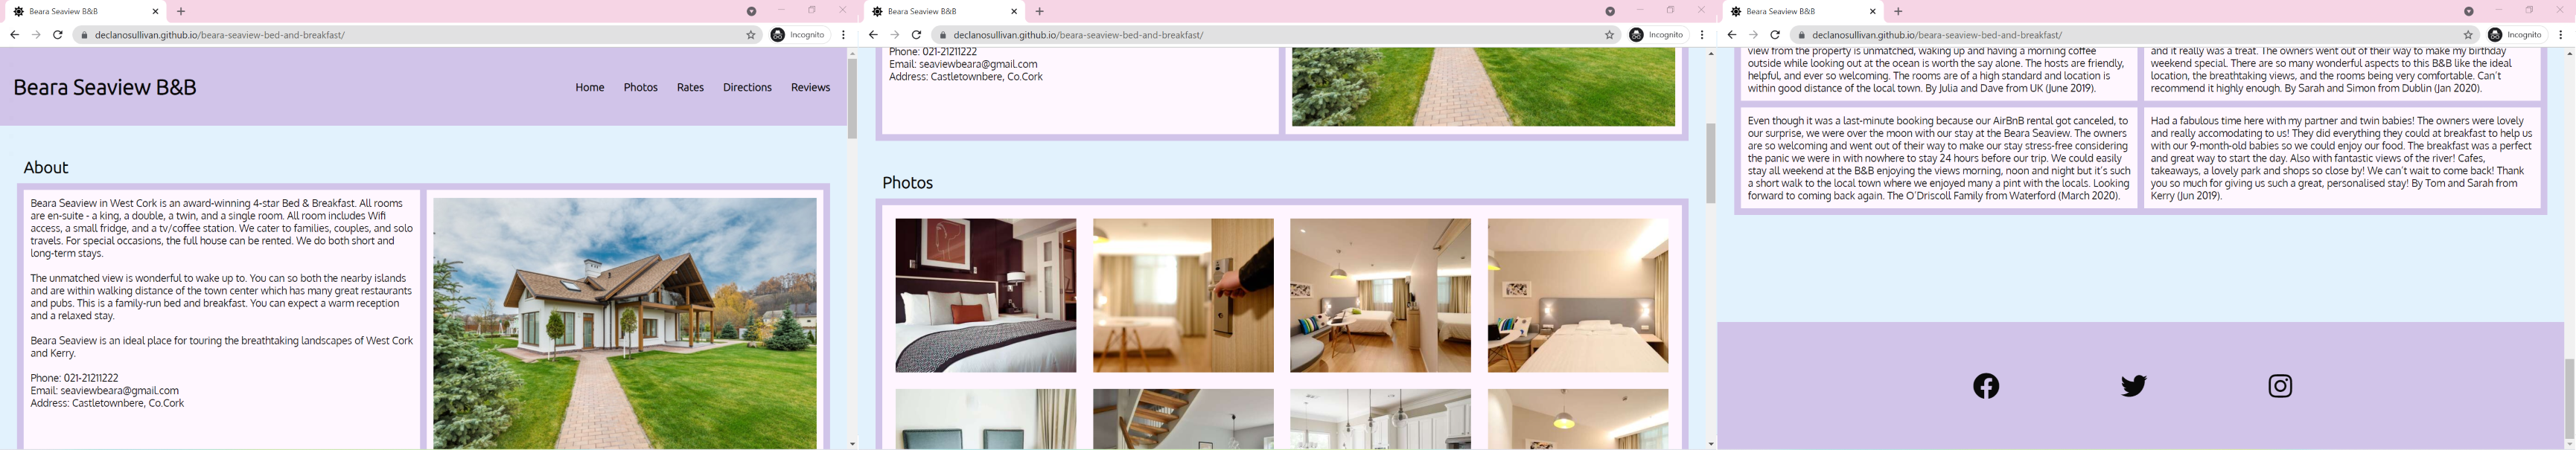 Beara Seaview B&B
declanosullivan.github.io/beara-seaview-bed-and-breakfast/
Incognito
Beara Seaview B&B
Home
Photos
Rates
Directions
Reviews
About
Beara Seaview in West Cork is an award-winning 4-star Bed & Breakfast. All rooms
are en-suite - a king, a double, a twin, and a single room. All room includes Wifi
access, a small fridge, and a tv/coffee station. We cater to families, couples, and solo
travels. For special occasions, the full house can be rented. We do both short and
long-term stays.
The unmatched view is wonderful to wake up to. You can so both the nearby islands
and are within walking distance of the town center which has many great restaurants
and pubs. This is a family-run bed and breakfast. You can expect a warm reception
and a relaxed stay.
Beara Seaview is an ideal place for touring the breathtaking landscapes of West Cork
and Kerry.
Phone: 021-21211222
Email: seaviewbeara@gmail.com
Address: Castletownbere, Co.Cork
Beara Seaview B&B
declanosullivan.github.io/beara-seaview-bed-and-breakfast/
Incognito
Phone: 021-21211222
Email: seaviewbeara@gmail.com
Address: Castletownbere, Co.Cork
Photos
Beara Seaview B&B
declanosullivan.github.io/beara-seaview-bed-and-breakfast/
Incognito
view from the property is unmatched, waking up and having a morning coffee
outside while looking out at the ocean is worth the say alone. The hosts are friendly,
helpful, and ever so welcoming. The rooms are of a high standard and location is
within good distance of the local town. By Julia and Dave from UK (June 2019).
and it really was a treat. The owners went out of their way to make my birthday
weekend special. There are so many wonderful aspects to this B&B like the ideal
location, the breathtaking views, and the rooms being very comfortable. Can't
recommend it highly enough. By Sarah and Simon from Dublin (Jan 2020).
Even though it was a last-minute booking because our AirBnB rental got canceled, to
our surprise, we were over the moon with our stay at the Beara Seaview. The owners
are so welcoming and went out of their way to make our stay stress-free considering
the panic we were in with nowhere to stay 24 hours before our trip. We could easily
stay all weekend at the B&B enjoying the views morning, noon and night but it's such
a short walk to the local town where we enjoyed many a pint with the locals. Looking
forward to coming back again. The O'Driscoll Family from Waterford (March 2020).
Had a fabulous time here with my partner and twin babies! The owners were lovely
and really accomodating to us! They did everything they could at breakfast to help us
with our 9-month-old babies so we could enjoy our food. The breakfast was a perfect
and great way to start the day. Also with fantastic views of the river! Cafes,
takeaways, a lovely park and shops so close by! We can't wait to come back! Thank
you so much for giving us such a great, personalised stay! By Tom and Sarah from
Kerry (Jun 2019).